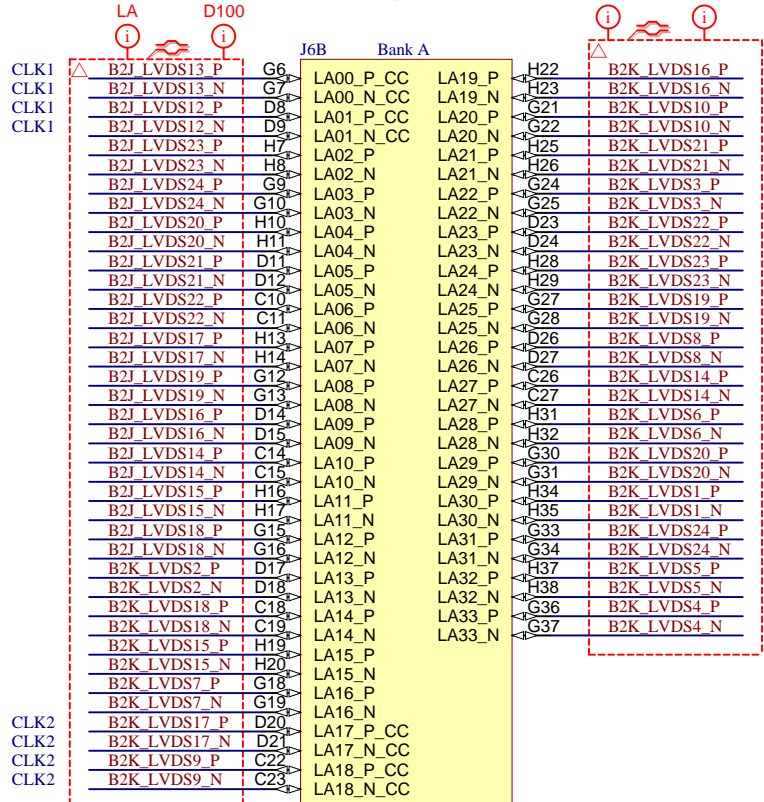 LA D100
i i i i
J6B Bank A
CLK1 B2J_LVDS13_P G6 LA00_P_CC LA19_P H22 B2K_LVDS16_P
CLK1 B2J_LVDS13_N G7 LA00_N_CC LA19_N H23 B2K_LVDS16_N
CLK1 B2J_LVDS12_P D8 LA01_P_CC LA20_P G21 B2K_LVDS10_P
CLK1 B2J_LVDS12_N D9 LA01_N_CC LA20_N G22 B2K_LVDS10_N
B2J_LVDS23_P H7 LA02_P LA21_P H25 B2K_LVDS21_P
B2J_LVDS23_N H8 LA02_N LA21_N H26 B2K_LVDS21_N
B2J_LVDS24_P G9 LA03_P LA22_P G24 B2K_LVDS3_P
B2J_LVDS24_N G10 LA03_N LA22_N G25 B2K_LVDS3_N
B2J_LVDS20_P H10 LA04_P LA23_P D23 B2K_LVDS22_P
B2J_LVDS20_N H11 LA04_N LA23_N D24 B2K_LVDS22_N
B2J_LVDS21_P D11 LA05_P LA24_P H28 B2K_LVDS23_P
B2J_LVDS21_N D12 LA05_N LA24_N H29 B2K_LVDS23_N
B2J_LVDS22_P C10 LA06_P LA25_P G27 B2K_LVDS19_P
B2J_LVDS22_N C11 LA06_N LA25_N G28 B2K_LVDS19_N
B2J_LVDS17_P H13 LA07_P LA26_P D26 B2K_LVDS8_P
B2J_LVDS17_N H14 LA07_N LA26_N D27 B2K_LVDS8_N
B2J_LVDS19_P G12 LA08_P LA27_P C26 B2K_LVDS14_P
B2J_LVDS19_N G13 LA08_N LA27_N C27 B2K_LVDS14_N
B2J_LVDS16_P D14 LA09_P LA28_P H31 B2K_LVDS6_P
B2J_LVDS16_N D15 LA09_N LA28_N H32 B2K_LVDS6_N
B2J_LVDS14_P C14 LA10_P LA29_P G30 B2K_LVDS20_P
B2J_LVDS14_N C15 LA10_N LA29_N G31 B2K_LVDS20_N
B2J_LVDS15_P H16 LA11_P LA30_P H34 B2K_LVDS1_P
B2J_LVDS15_N H17 LA11_N LA30_N H35 B2K_LVDS1_N
B2J_LVDS18_P G15 LA12_P LA31_P G33 B2K_LVDS24_P
B2J_LVDS18_N G16 LA12_N LA31_N G34 B2K_LVDS24_N
B2K_LVDS2_P D17 LA13_P LA32_P H37 B2K_LVDS5_P
B2K_LVDS2_N D18 LA13_N LA32_N H38 B2K_LVDS5_N
B2K_LVDS18_P C18 LA14_P LA33_P G36 B2K_LVDS4_P
B2K_LVDS18_N C19 LA14_N LA33_N G37 B2K_LVDS4_N
B2K_LVDS15_P H19 LA15_P
B2K_LVDS15_N H20 LA15_N
B2K_LVDS7_P G18 LA16_P
B2K_LVDS7_N G19 LA16_N
CLK2 B2K_LVDS17_P D20 LA17_P_CC
CLK2 B2K_LVDS17_N D21 LA17_N_CC
CLK2 B2K_LVDS9_P C22 LA18_P_CC
CLK2 B2K_LVDS9_N C23 LA18_N_CC